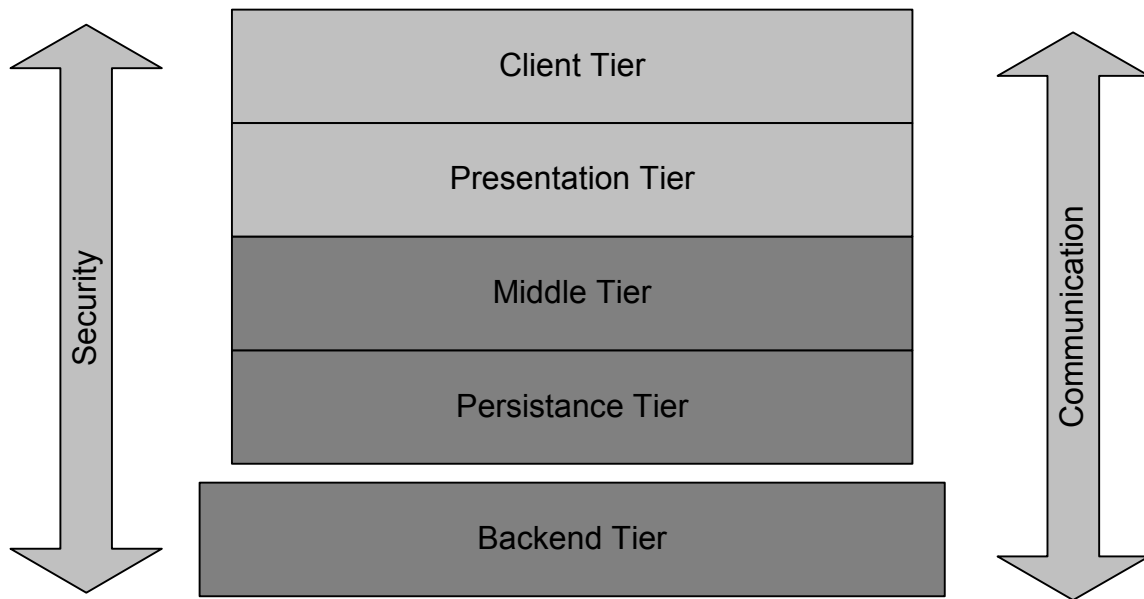 Client Tier
Presentation Tier
Middle Tier
Persistance Tier
Backend Tier
Security
Communication